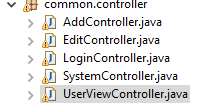 common.controller
AddController.java
EditController.java
LoginController.java
SystemController.java
UserViewController.java